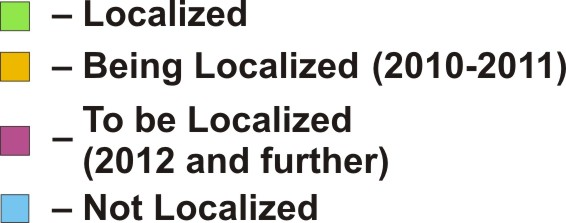 – Localized
– Being Localized (2010-2011)
– To be Localized
(2012 and further)
– Not Localized